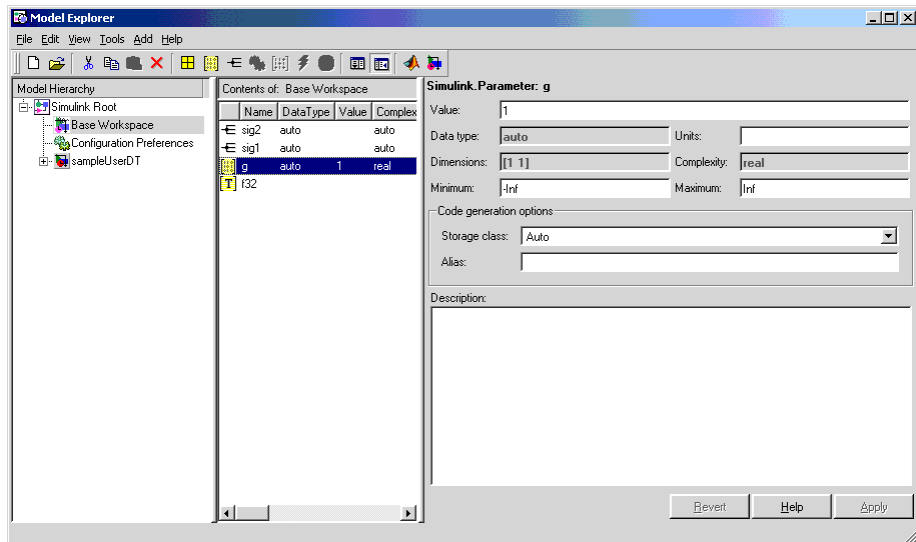 Model Explorer
File Edit View Tools Add Help
Model Hierarchy
Simulink Root
Base Workspace
Configuration Preferences
sampleUserDT
Contents of: Base Workspace
Name DataType Value Complex
sig2 auto auto
sig1 auto auto
g auto 1 real
T f32
Simulink.Parameter: g
Value: 1
Data type: auto Units:
Dimensions: [1 1] Complexity: real
Minimum: -Inf Maximum: Inf
Code generation options
Storage class: Auto
Alias:
Description:
Revert Help Apply